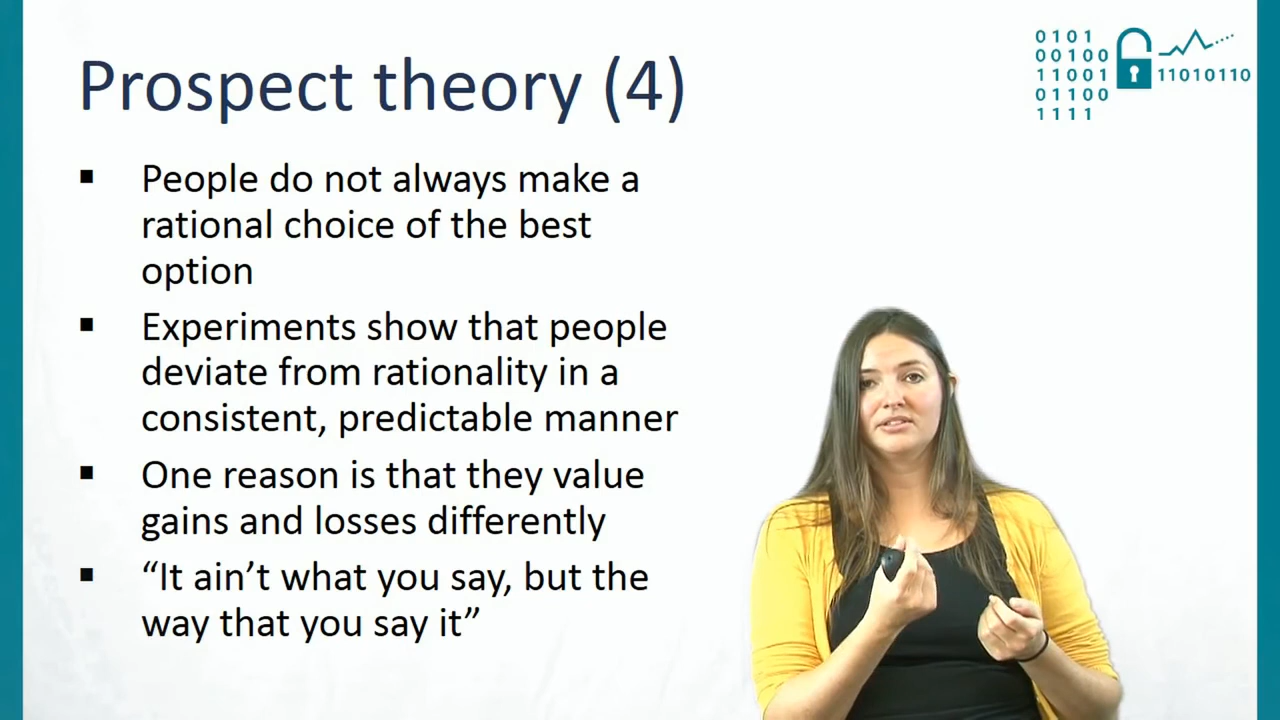 Prospect theory (4)
0101
00100
11001
11010110
01100
1111
▪ People do not always make a
rational choice of the best
option
▪ Experiments show that people
deviate from rationality in a
consistent, predictable manner
▪ One reason is that they value
gains and losses differently
▪ “It ain’t what you say, but the
way that you say it”